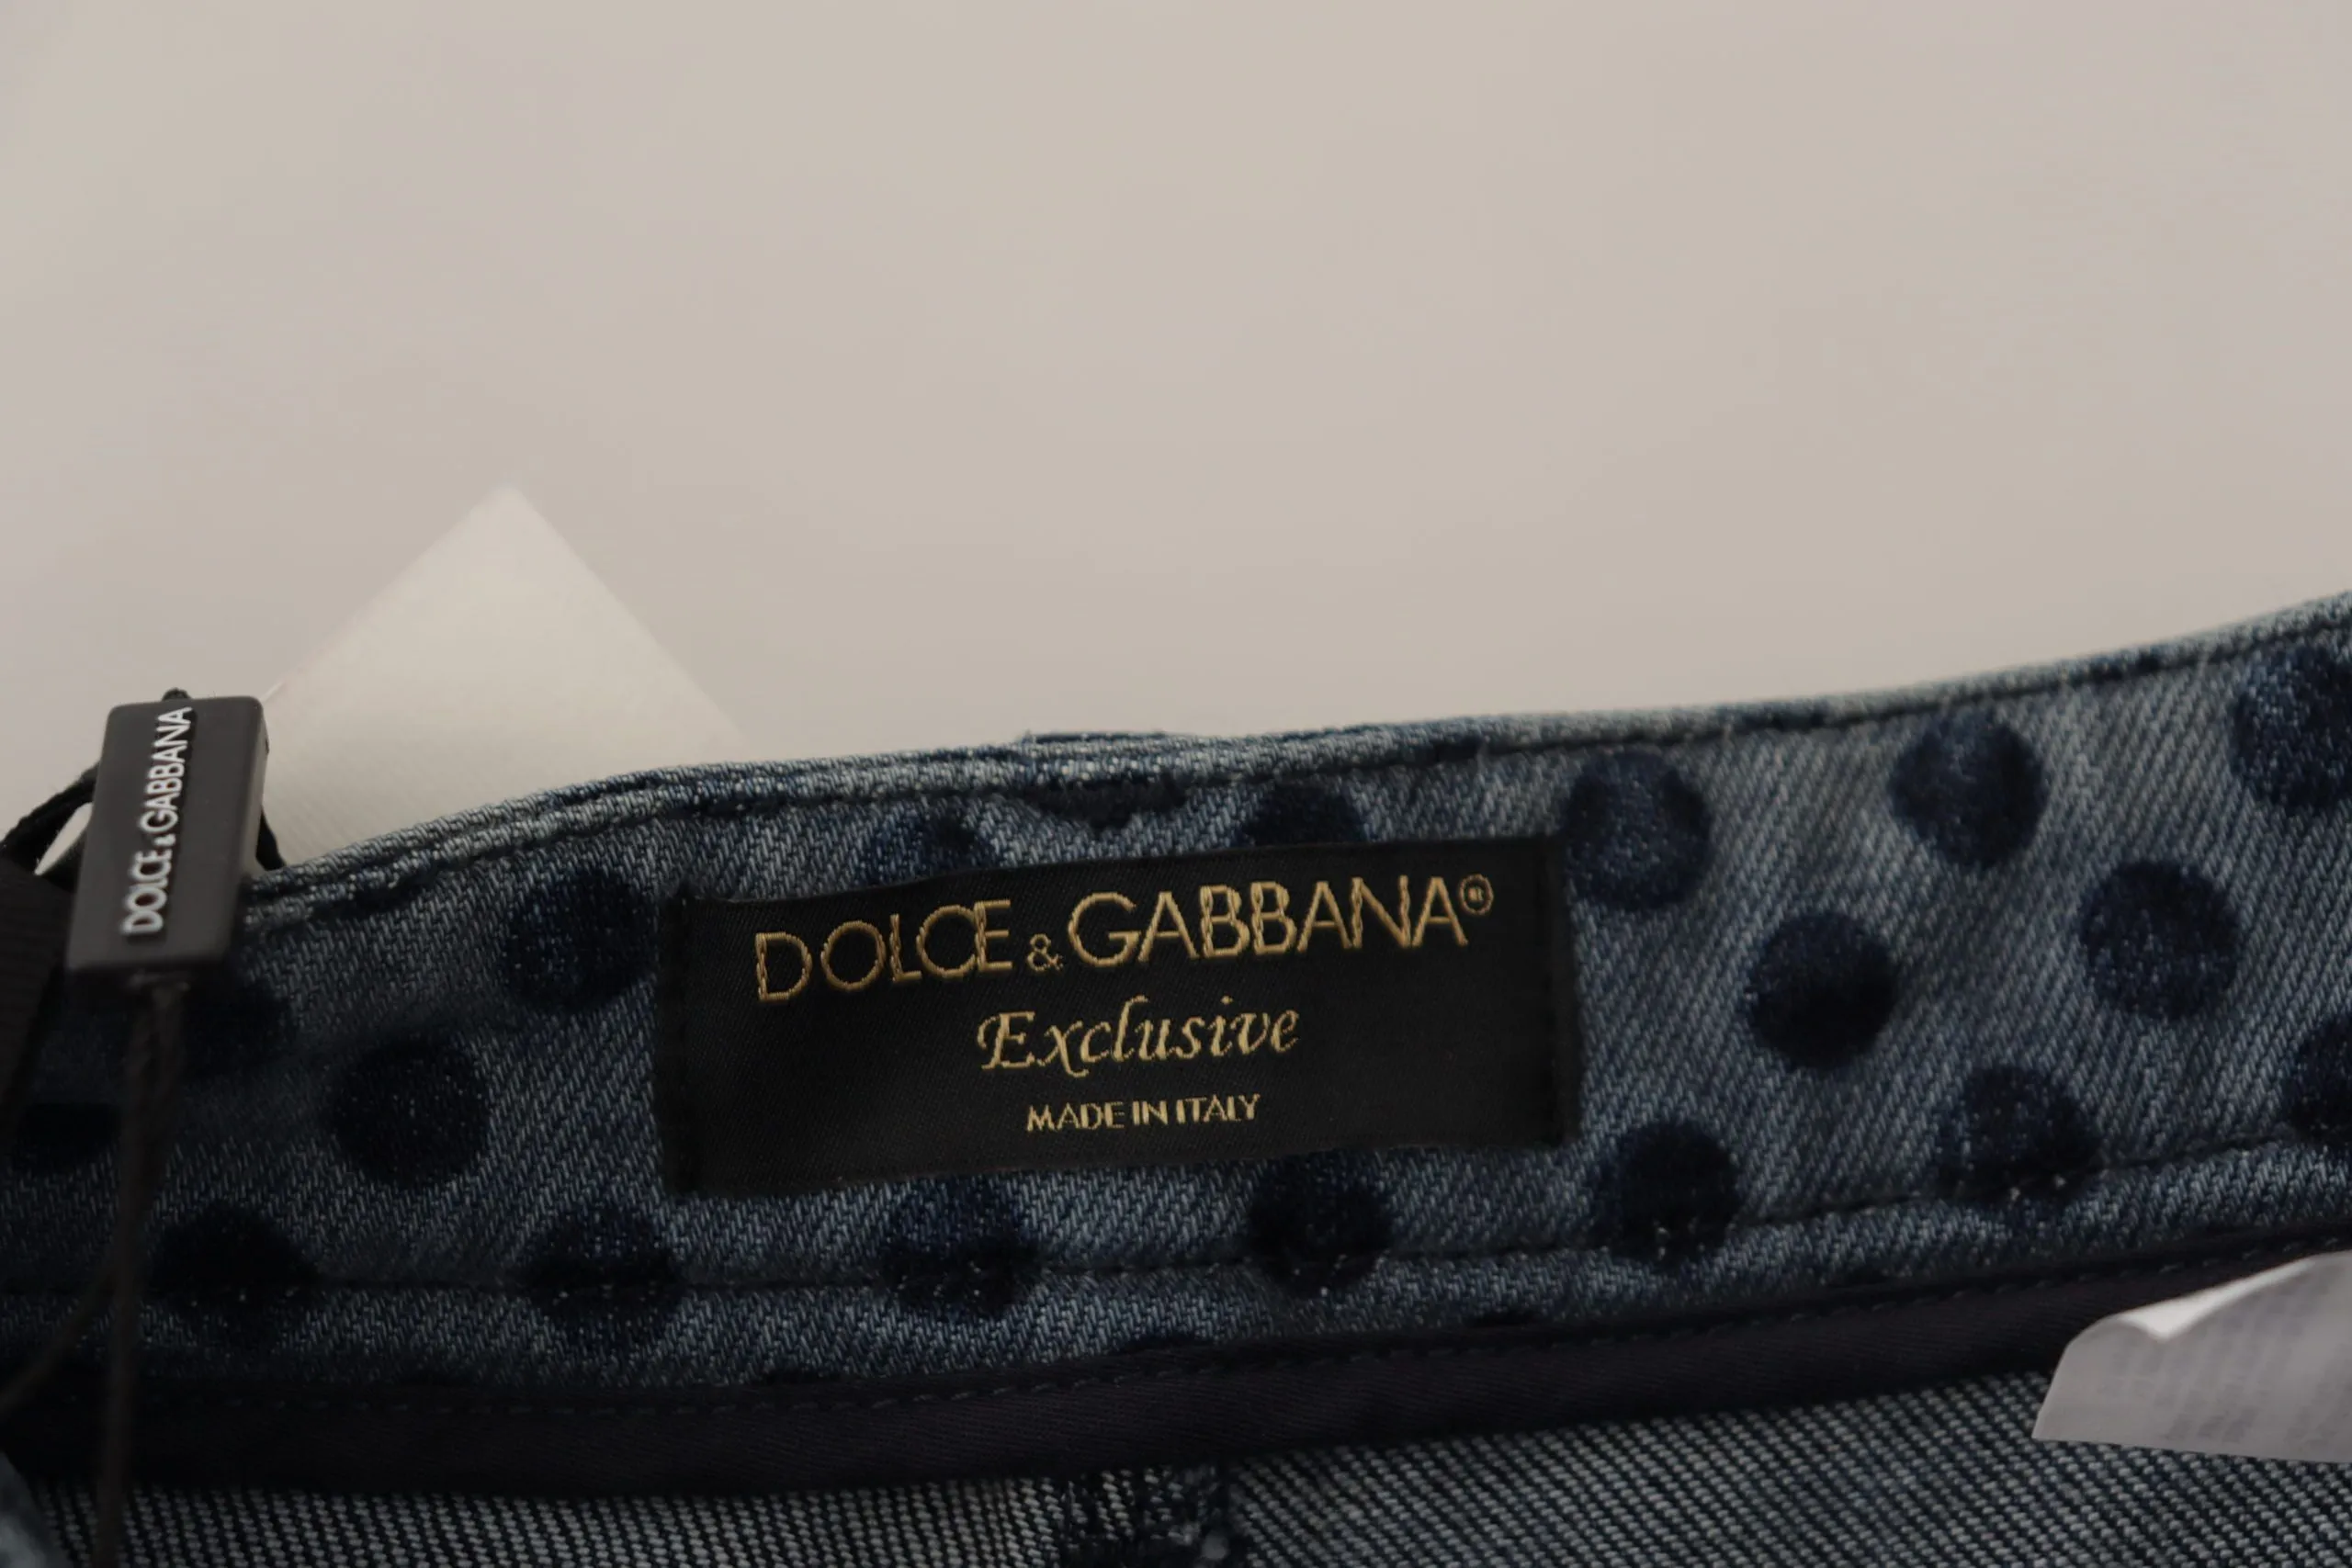 DOLCE & GABBANA
DOLCE & GABBANA®
Exclusive
MADE IN ITALY